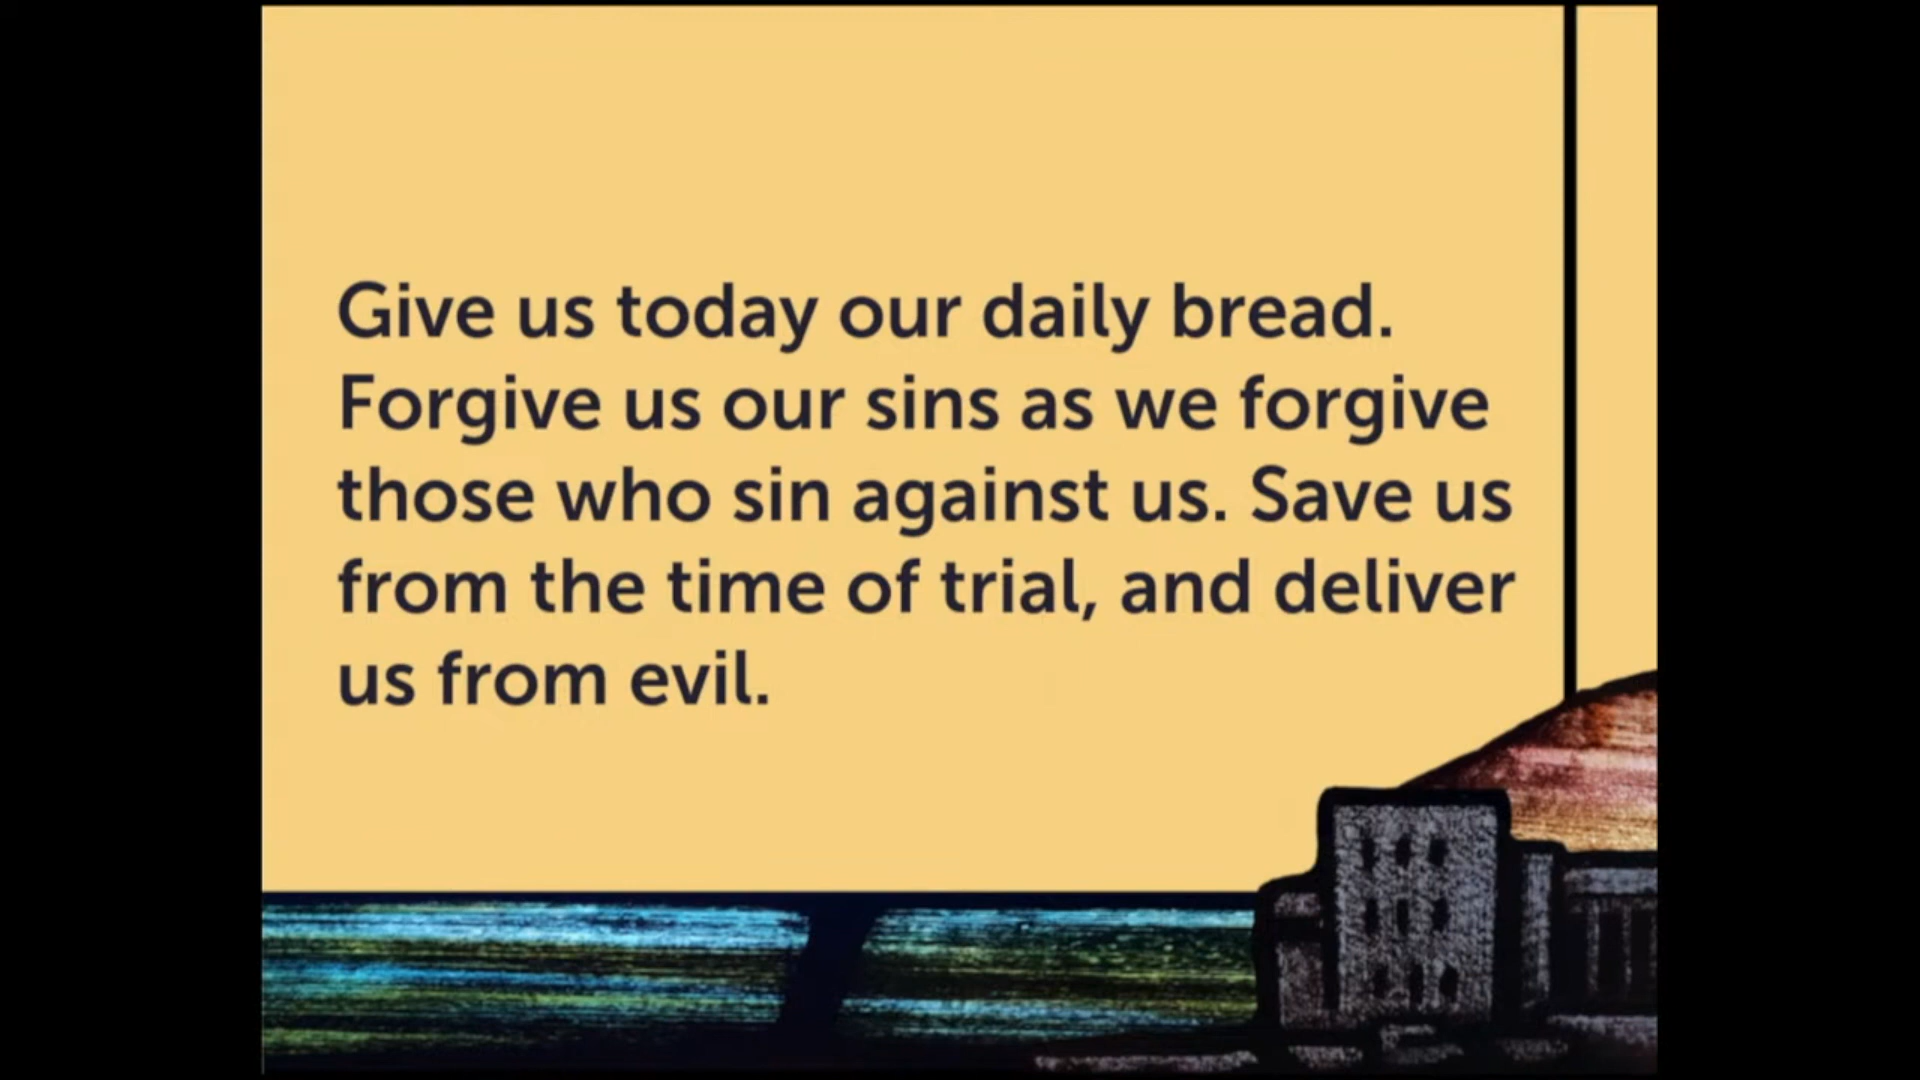 Give us today our daily bread.
Forgive us our sins as we forgive
those who sin against us. Save us
from the time of trial, and deliver
us from evil.